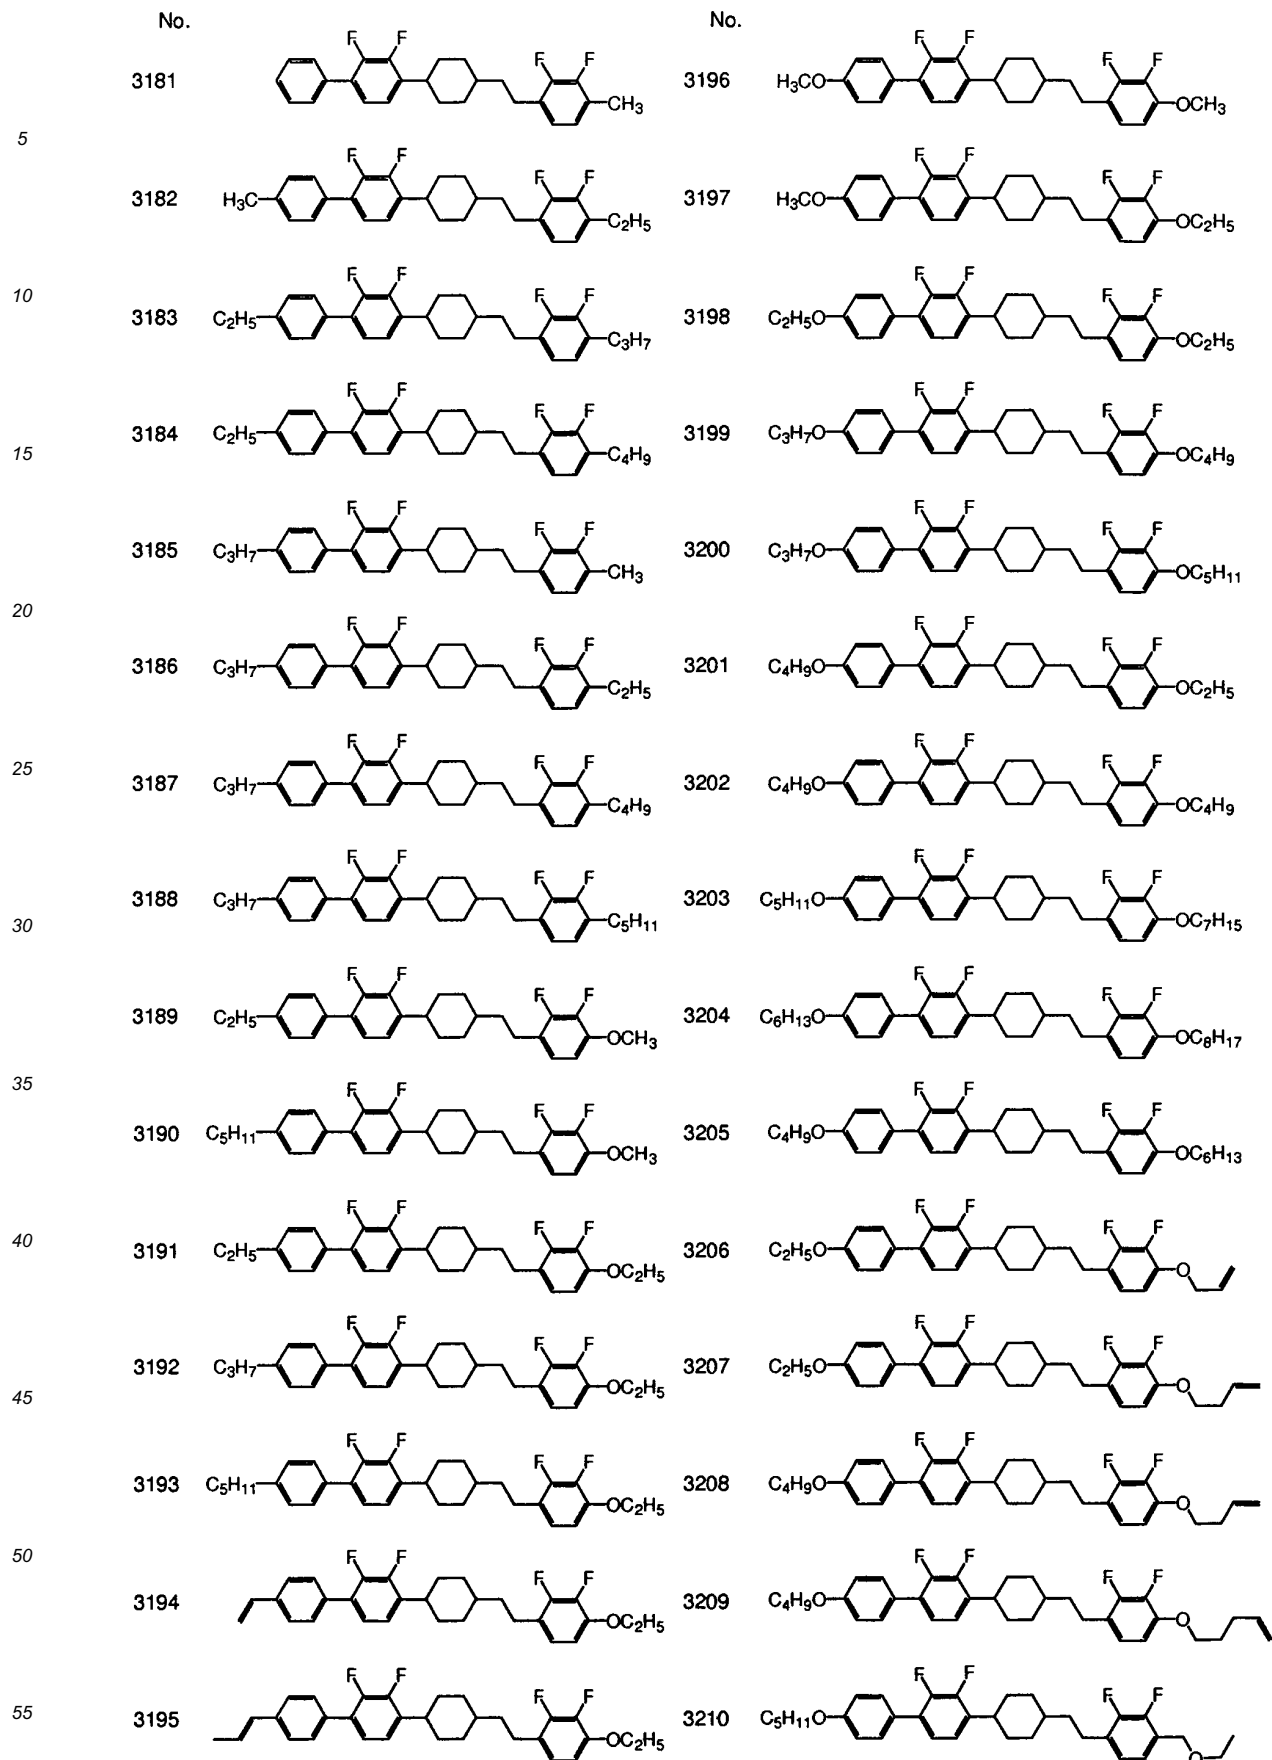 No.
No.
3181 F F F F CH3
3196 H3CO F F F F OCH3
5
3182 H3C F F F F C2H5
3197 H3CO F F F F OC2H5
10
3183 C2H5 F F F F C3H7
3198 C2H5O F F F F OC2H5
3184 C2H5 F F F F C4H9
3199 C3H7O F F F F OC4H9
15
3185 C3H7 F F F F CH3
3200 C3H7O F F F F OC5H11
20
3186 C3H7 F F F F C2H5
3201 C4H9O F F F F OC2H5
25
3187 C3H7 F F F F C4H9
3202 C4H9O F F F F OC4H9
3188 C3H7 F F F F C5H11
3203 C5H11O F F F F OC7H15
30
3189 C2H5 F F F F OCH3
3204 C6H13O F F F F OC8H17
35
3190 C5H11 F F F F OCH3
3205 C4H9O F F F F OC6H13
40
3191 C2H5 F F F F OC2H5
3206 C2H5O F F F F O
3192 C3H7 F F F F OC2H5
3207 C2H5O F F F F O
45
3193 C5H11 F F F F OC2H5
3208 C4H9O F F F F O
50
3194 F F F F OC2H5
3209 C4H9O F F F F O
55
3195 F F F F OC2H5
3210 C5H11O F F F F O